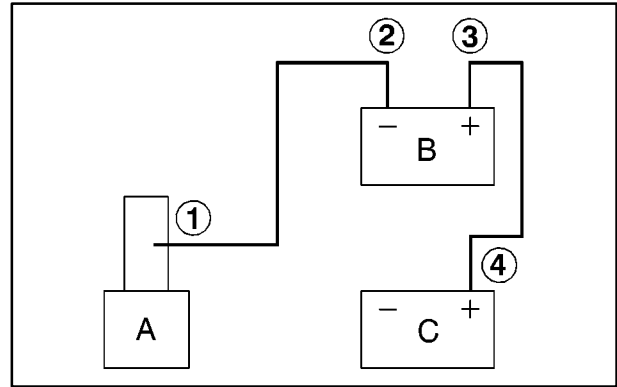 ② ③
− +
B
①
④
− +
A C